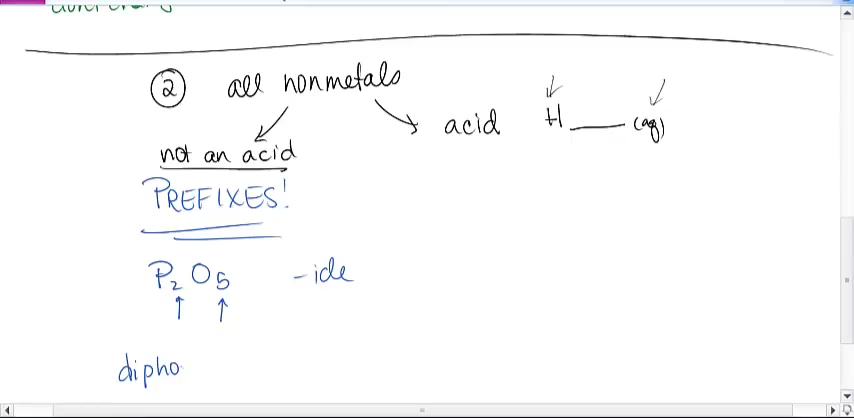 ② all nonmetals
acid H ___ (aq)
not an acid
PREFIXES!
P₂O₅ -ide
dipho